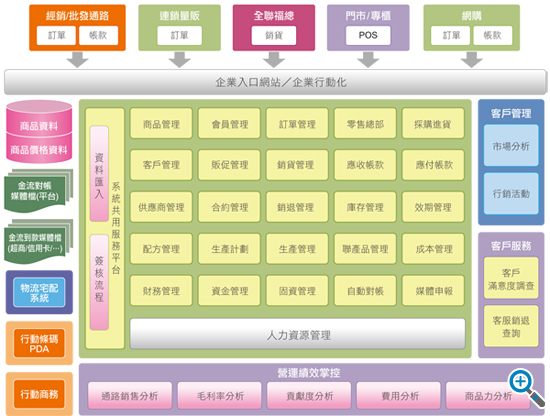 經銷/批發通路
訂單
帳款
連鎖量販
訂單
全聯福總
銷貨
門市/專櫃
POS
網購
訂單
帳款
企業入口網站／企業行動化
商品資料
商品價格資料
金流對帳
媒體檔(平台)
金流到款媒體檔
(超商/信用卡/…)
物流宅配
系統
行動條碼
PDA
行動商務
資料匯入
簽核流程
系統共用服務平台
商品管理
會員管理
訂單管理
零售總部
採購進貨
客戶管理
販促管理
銷貨管理
應收帳款
應付帳款
供應商管理
合約管理
銷退管理
庫存管理
效期管理
配方管理
生產計劃
生產管理
聯產品管理
成本管理
財務管理
資金管理
固資管理
自動對帳
媒體申報
人力資源管理
客戶管理
市場分析
行銷活動
客戶服務
客戶
滿意度調查
客服銷退
查詢
營運績效掌控
通路銷售分析
毛利率分析
貢獻度分析
費用分析
商品力分析